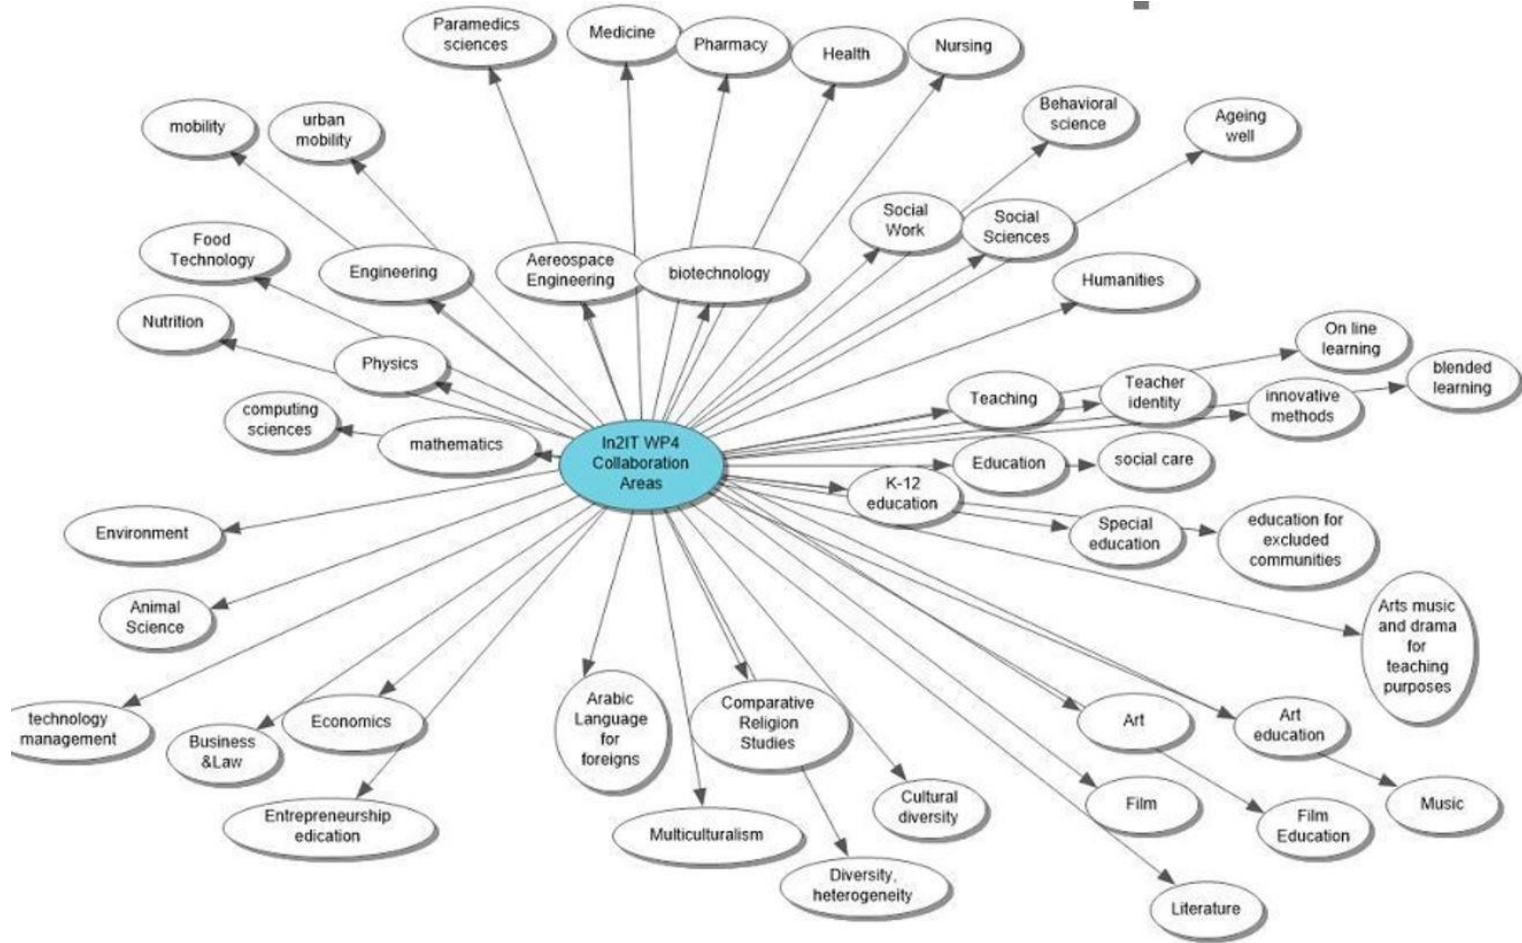 Paramedics
sciences
Medicine
Pharmacy
Health
Nursing
mobility
urban
mobility
Behavioral
science
Ageing
well
Food
Technology
Engineering
Aereospace
Engineering
biotechnology
Social
Work
Social
Sciences
Humanities
Nutrition
Physics
On line
learning
blended
learning
computing
sciences
mathematics
In2IT WP4
Collaboration
Areas
Teaching
Teacher
identity
innovative
methods
Education
social care
K-12
education
Special
education
education for
excluded
communities
Environment
Animal
Science
Arts music
and drama
for
teaching
purposes
technology
management
Business
&Law
Economics
Entrepreneurship
edication
Arabic
Language
for
foreigns
Comparative
Religion
Studies
Multiculturalism
Cultural
diversity
Diversity,
heterogeneity
Art
Art
education
Film
Film
Education
Music
Literature